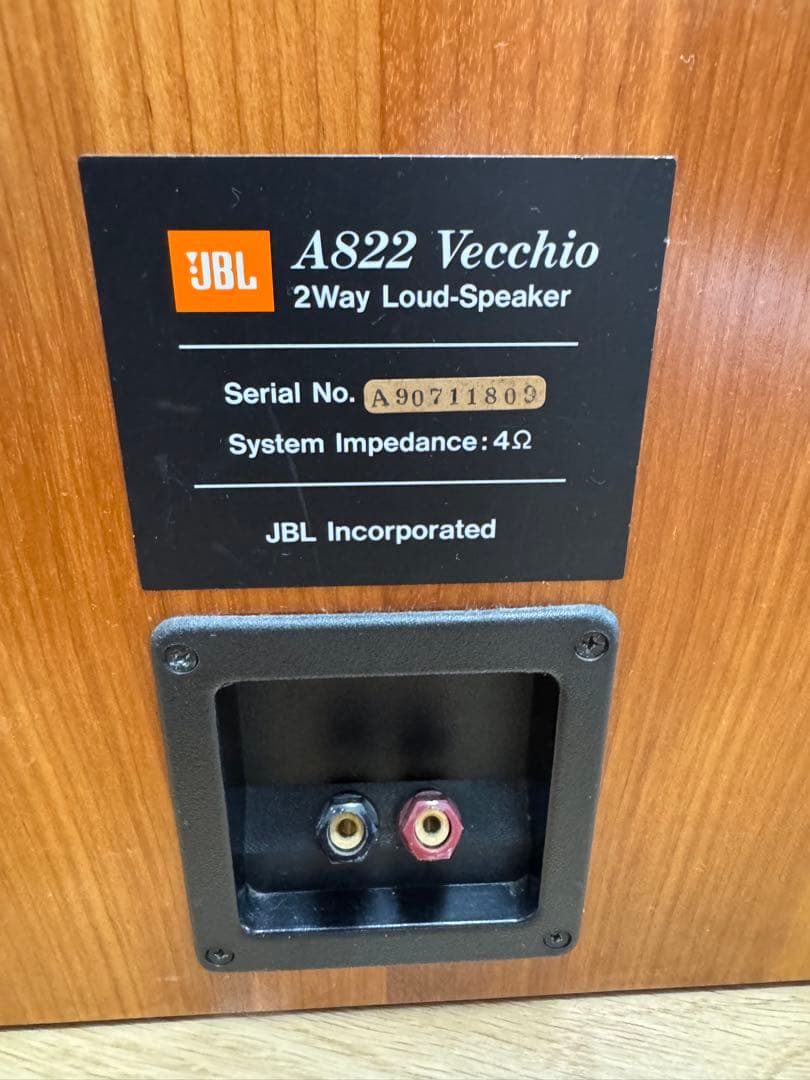 JBL
A822 Vecchio
2Way Loud-Speaker
Serial No. A90711809
System Impedance: 4Ω
JBL Incorporated